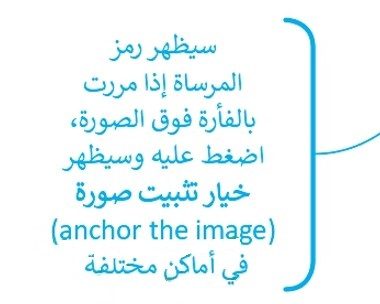 سيظهر رمز
المرساة إذا مررت
بالفأرة فوق الصورة،
اضغط عليه وسيظهر
خيار تثبيت صورة
(anchor the image)
في أماكن مختلفة